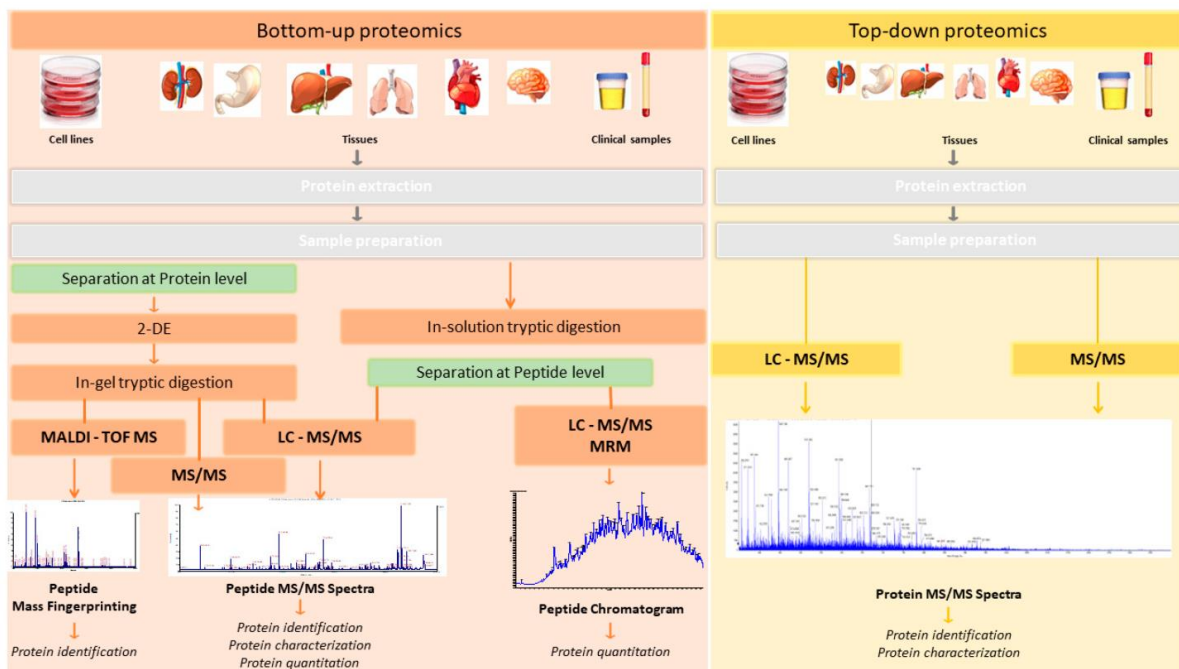 Bottom-up proteomics
Cell lines
Tissues
Clinical samples
Protein extraction
Sample preparation
Separation at Protein level
2-DE
In-solution tryptic digestion
In-gel tryptic digestion
Separation at Peptide level
MALDI - TOF MS
LC - MS/MS
LC - MS/MS
MRM
MS/MS
Peptide
Mass Fingerprinting
Peptide MS/MS Spectra
Peptide Chromatogram
Protein identification
Protein identification
Protein characterization
Protein quantitation
Protein quantitation
Top-down proteomics
Cell lines
Tissues
Clinical samples
Protein extraction
Sample preparation
LC - MS/MS
MS/MS
Protein MS/MS Spectra
Protein identification
Protein characterization